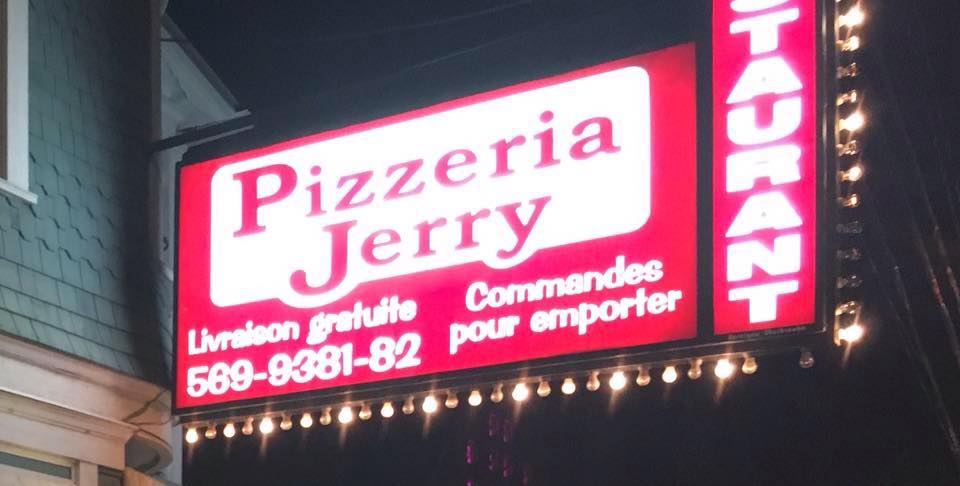 Pizzeria
Jerry
Livraison gratuite
569-9381-82
Commandes
pour emporter
STAURANT